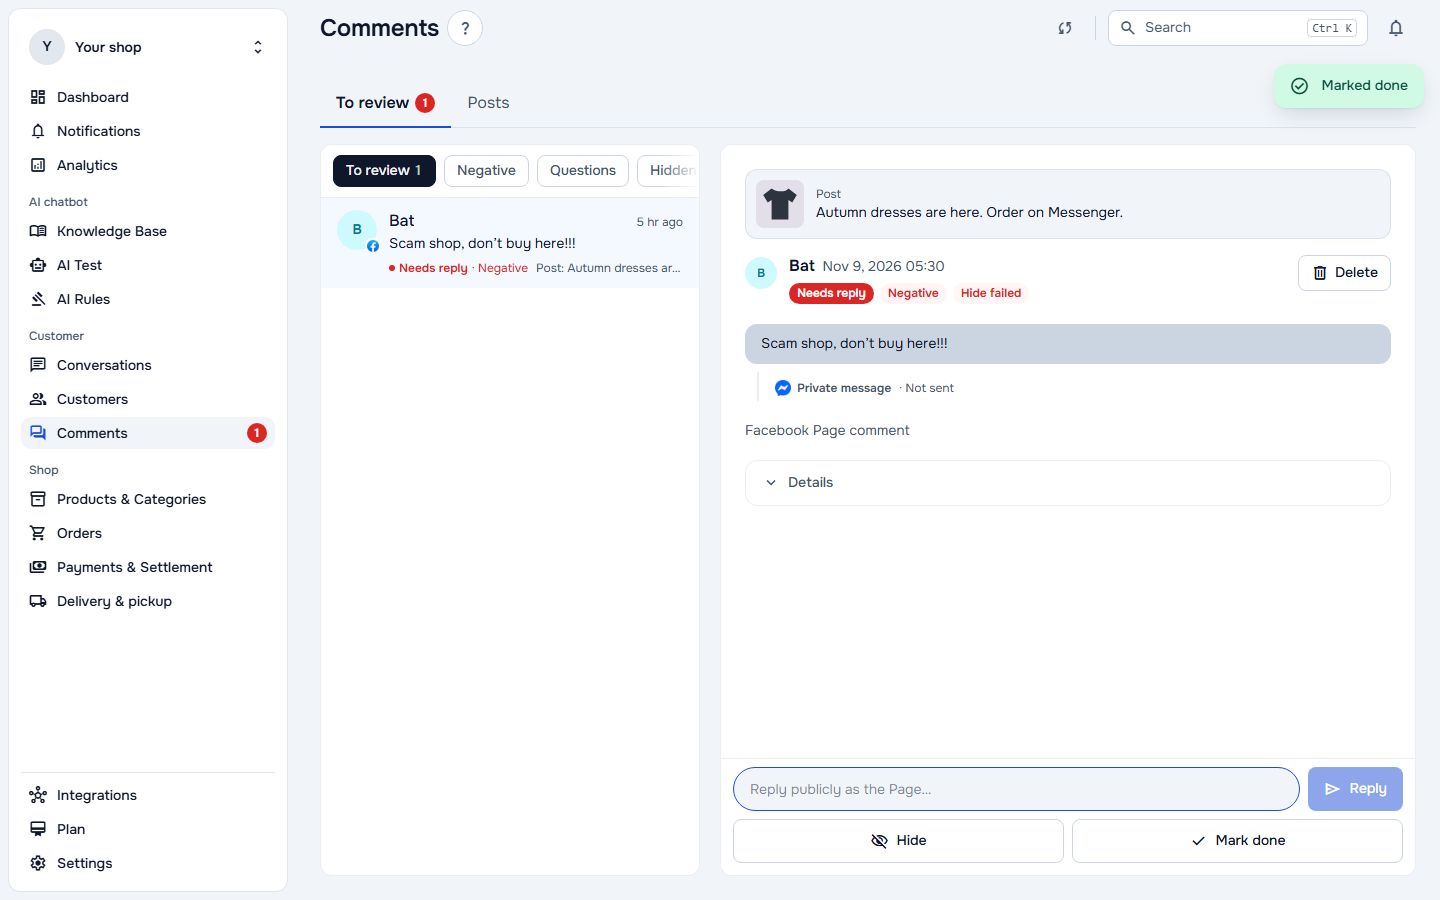 Y
Your shop
Dashboard
Notifications
Analytics
AI chatbot
Knowledge Base
AI Test
AI Rules
Customer
Conversations
Customers
Comments
1
Shop
Products & Categories
Orders
Payments & Settlement
Delivery & pickup
Integrations
Plan
Settings
Comments
?
Search
Ctrl K
Marked done
To review 1
Posts
To review 1
Negative
Questions
Hidden
B
Bat
5 hr ago
Scam shop, don’t buy here!!!
Needs reply · Negative Post: Autumn dresses ar...
Post
Autumn dresses are here. Order on Messenger.
B
Bat Nov 9, 2026 05:30
Needs reply
Negative
Hide failed
Delete
Scam shop, don’t buy here!!!
Private message · Not sent
Facebook Page comment
Details
Reply publicly as the Page...
Reply
Hide
Mark done